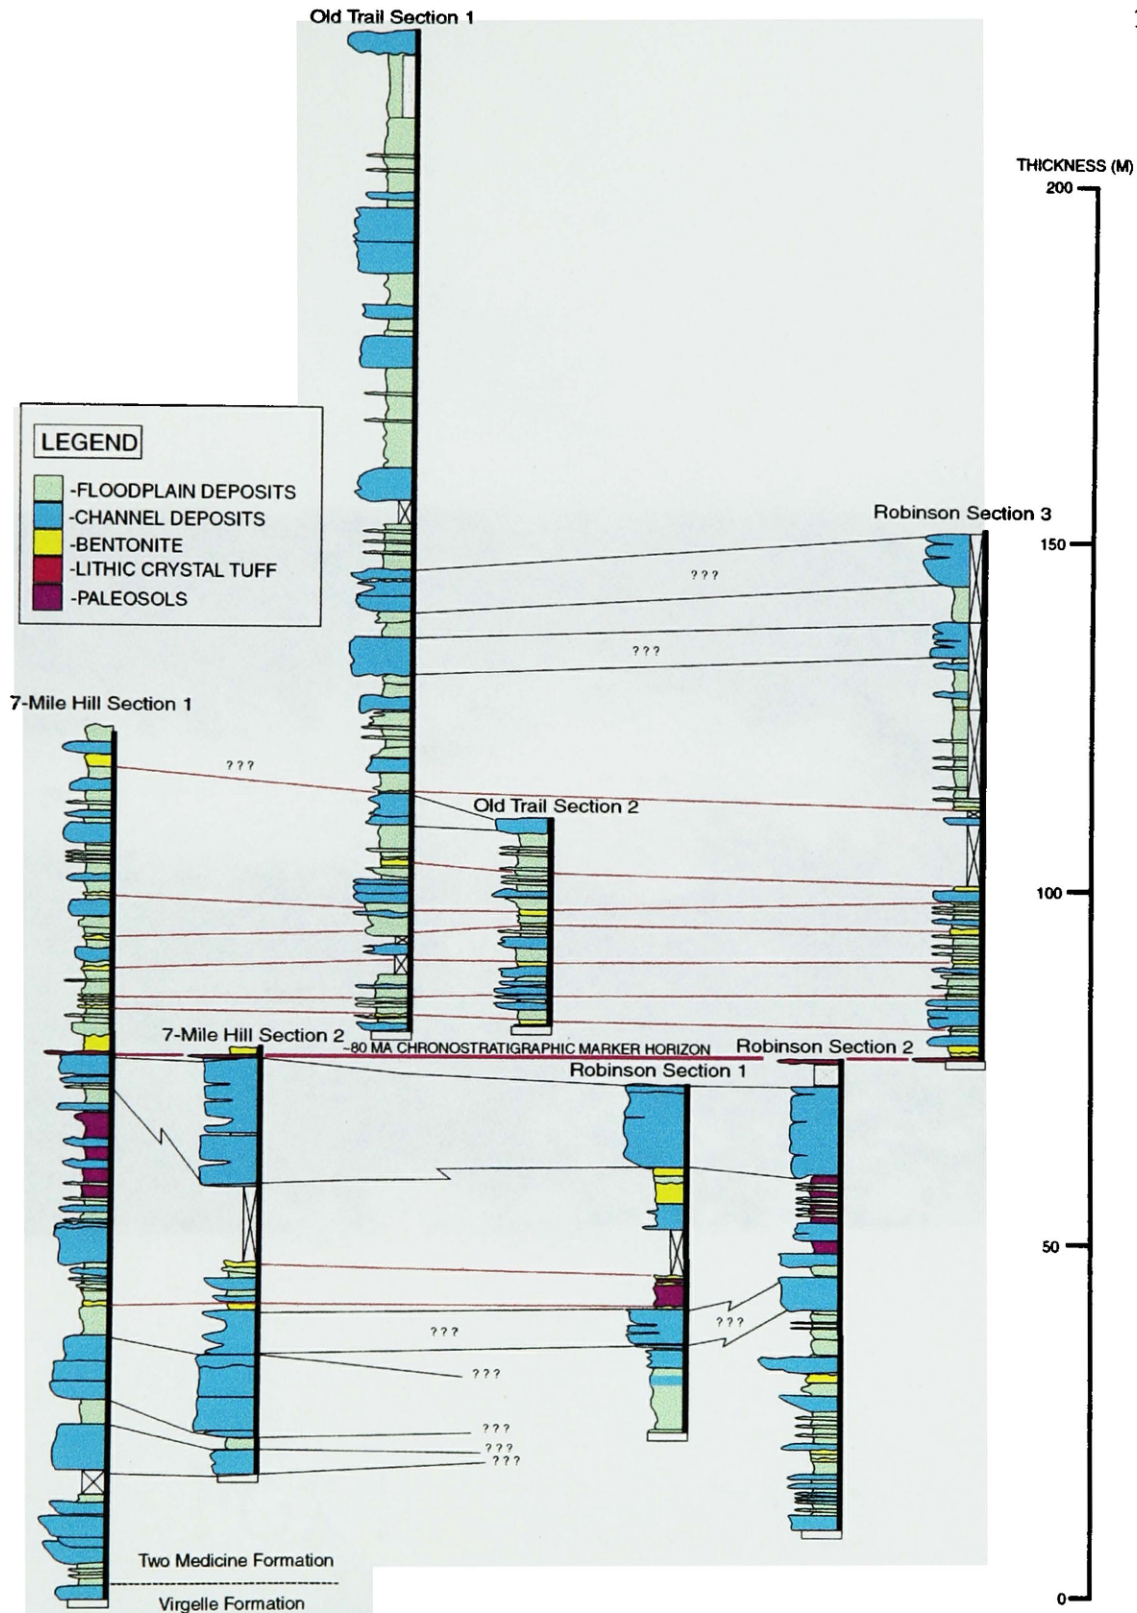 Old Trail Section 1
THICKNESS (M)
200
LEGEND
-FLOODPLAIN DEPOSITS
-CHANNEL DEPOSITS
-BENTONITE
-LITHIC CRYSTAL TUFF
-PALEOSOLS
Robinson Section 3
150
???
???
7-Mile Hill Section 1
???
Old Trail Section 2
100
7-Mile Hill Section 2
~80 MA CHRONOSTRATIGRAPHIC MARKER HORIZON
Robinson Section 2
Robinson Section 1
50
???
???
???
???
???
???
Two Medicine Formation
Virgelle Formation
0